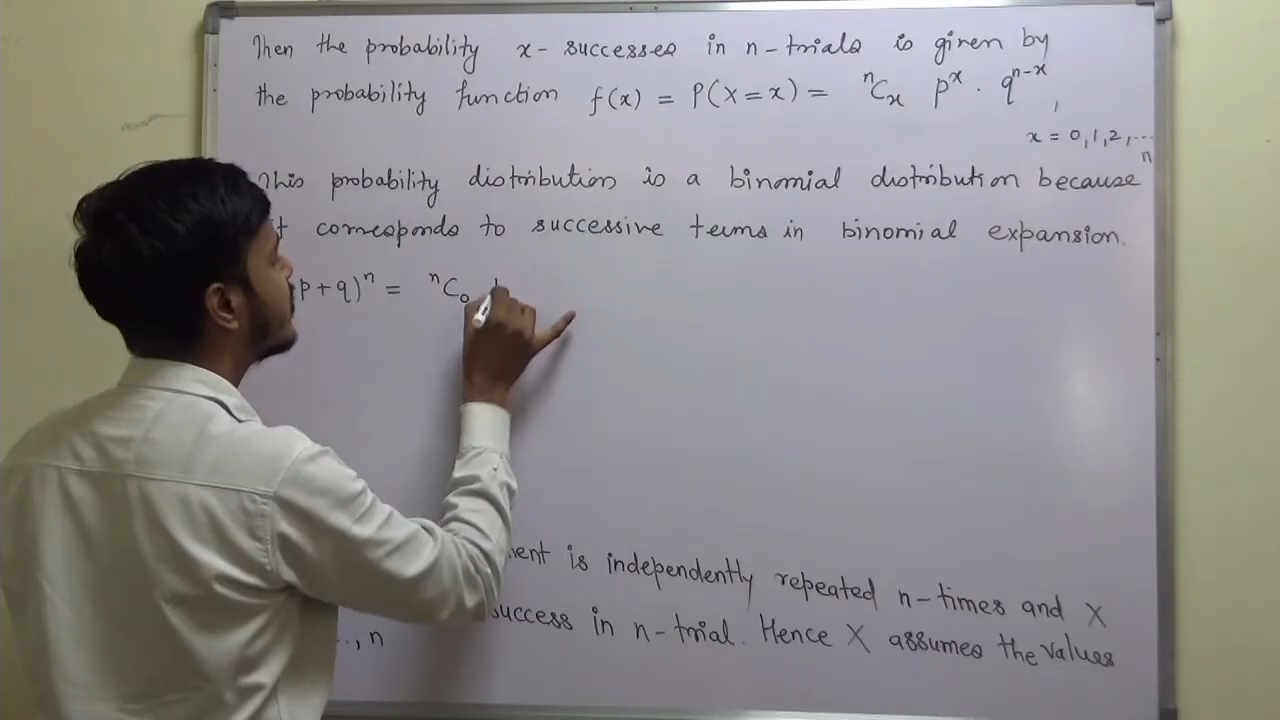 Then the probability x-successes in n-trials is given by
the probability function f(x) = P(X=x) = ⁿCₓ pˣ · qⁿ⁻ˣ,
x = 0,1,2,...
n
This probability distribution is a binomial distribution because
it corresponds to successive terms in binomial expansion.
(p+q)ⁿ = ⁿC₀
is independently repeated n-times and X
success in n-trial. Hence X assumes the values
.., n